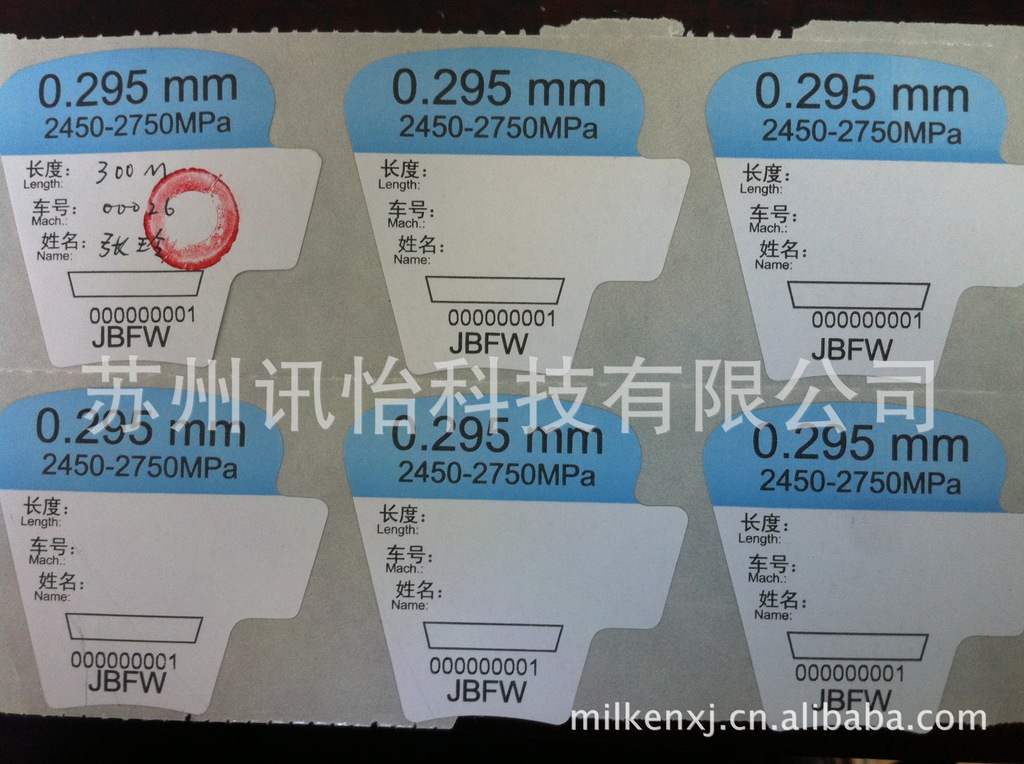 0.295 mm
2450-2750MPa
长度： 300M
Length:
车号： 00026
Mach.:
姓名： 张玲
Name:
000000001
JBFW
0.295 mm
2450-2750MPa
长度：
Length:
车号：
Mach.:
姓名：
Name:
000000001
JBFW
0.295 mm
2450-2750MPa
长度：
Length:
车号：
Mach.:
姓名：
Name:
000000001
JBFW
苏州讯怡科技有限公司
0.295 mm
2450-2750MPa
长度：
Length:
车号：
Mach.:
姓名：
Name:
000000001
JBFW
0.295 mm
2450-2750MPa
长度：
Length:
车号：
Mach.:
姓名：
Name:
000000001
JBFW
0.295 mm
2450-2750MPa
长度：
Length:
车号：
Mach.:
姓名：
Name:
000000001
JBFW
milkenxj.cn.alibaba.com